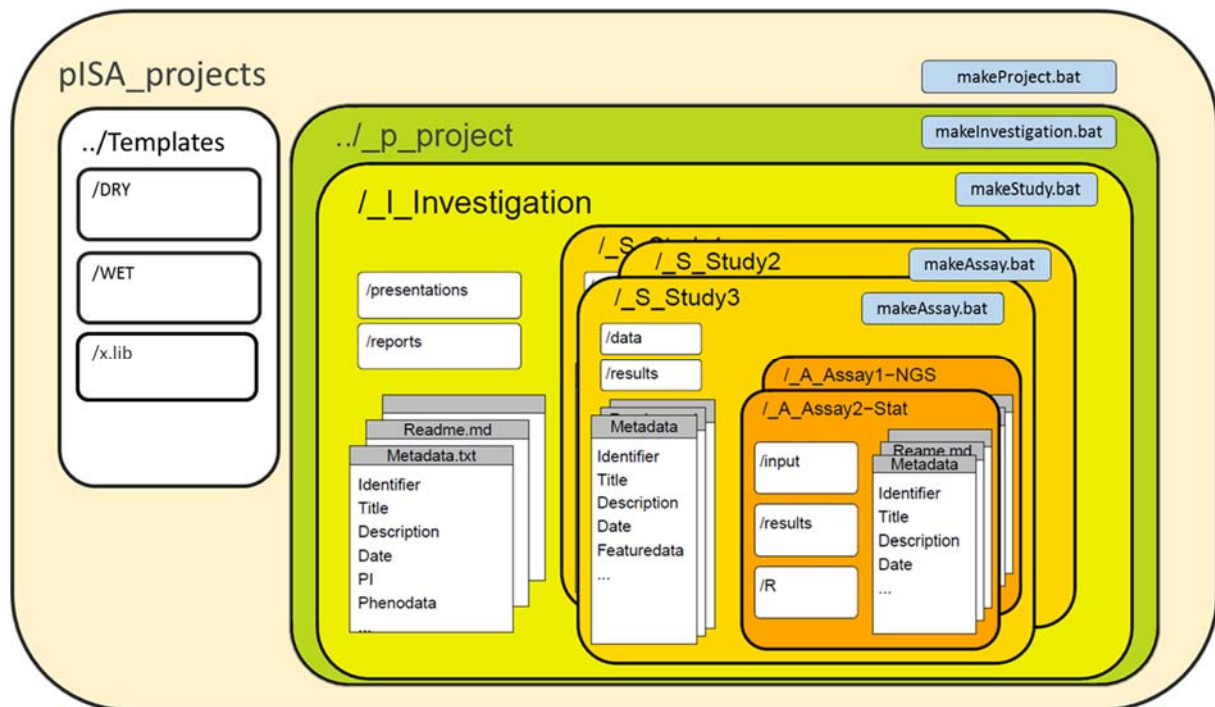 pISA_projects
makeProject.bat
../Templates
/DRY
/WET
/x.lib
../_p_project
makeInvestigation.bat
/_I_Investigation
makeStudy.bat
/presentations
/reports
Readme.md
Metadata.txt
Identifier
Title
Description
Date
PI
Phenodata
...
/_S_Study2
makeAssay.bat
/_S_Study3
makeAssay.bat
/data
/results
Metadata
Identifier
Title
Description
Date
Featuredata
...
/_A_Assay1-NGS
/_A_Assay2-Stat
/input
/results
/R
Reame.md
Metadata
Identifier
Title
Description
Date
...